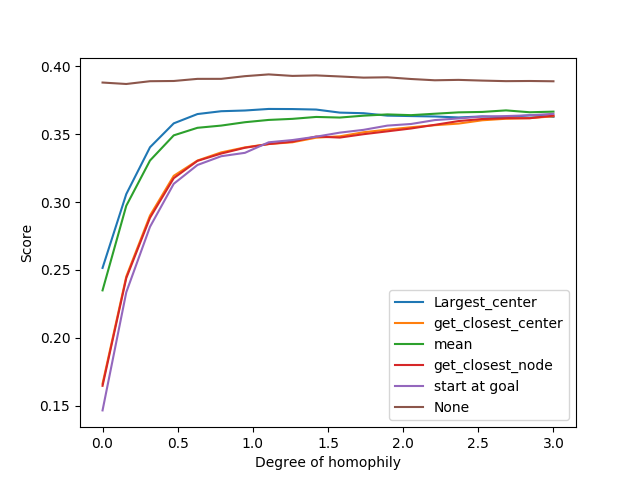 0.40
0.35
0.30
0.25
0.20
0.15
Score
0.0 0.5 1.0 1.5 2.0 2.5 3.0
Degree of homophily
Largest_center
get_closest_center
mean
get_closest_node
start at goal
None